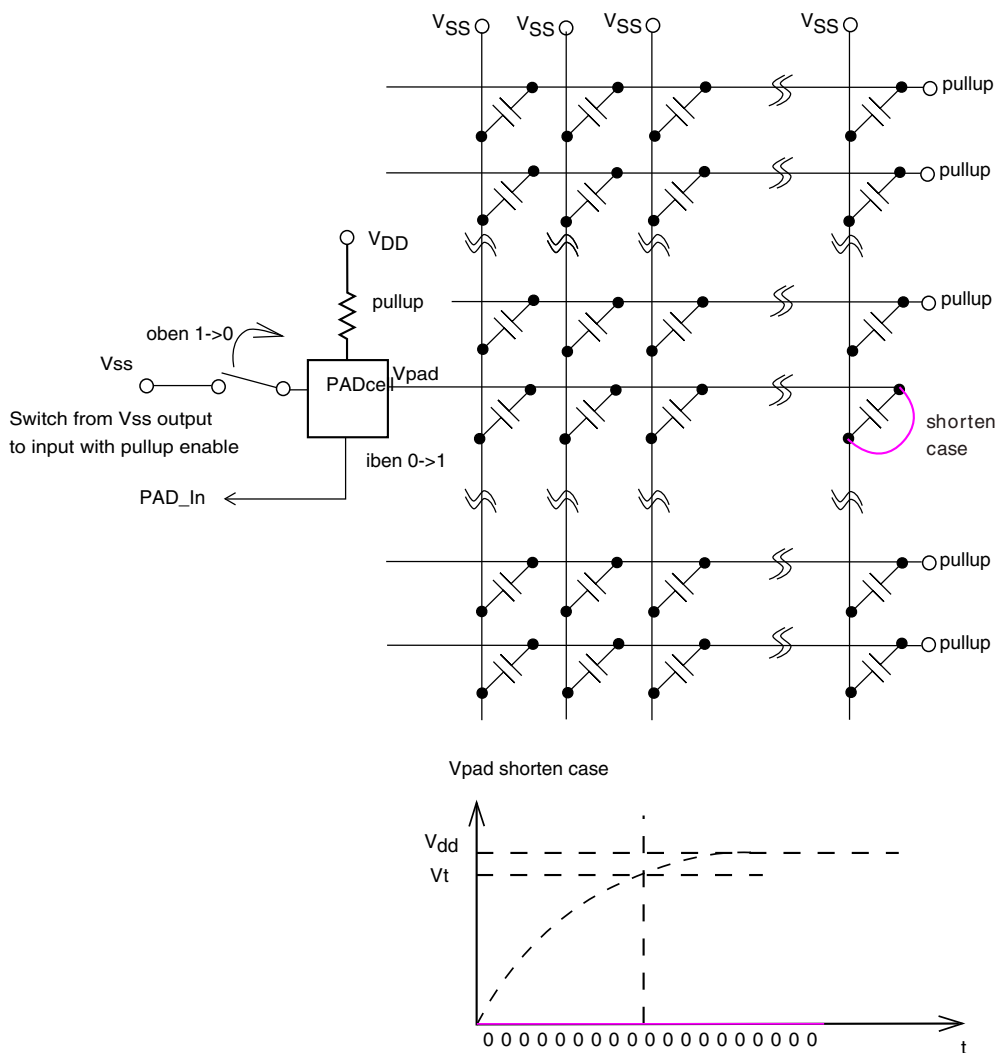 VSS VSS VSS VSS
pullup
pullup
VDD
pullup
pullup
oben 1->0
Vss
PADcell
Vpad
Switch from Vss output
to input with pullup enable
shorten
case
iben 0->1
PAD_In
pullup
pullup
Vpad shorten case
Vdd
Vt
0 0 0 0 0 0 0 0 0 0 0 0 0 0 0 0 0 0 0
t